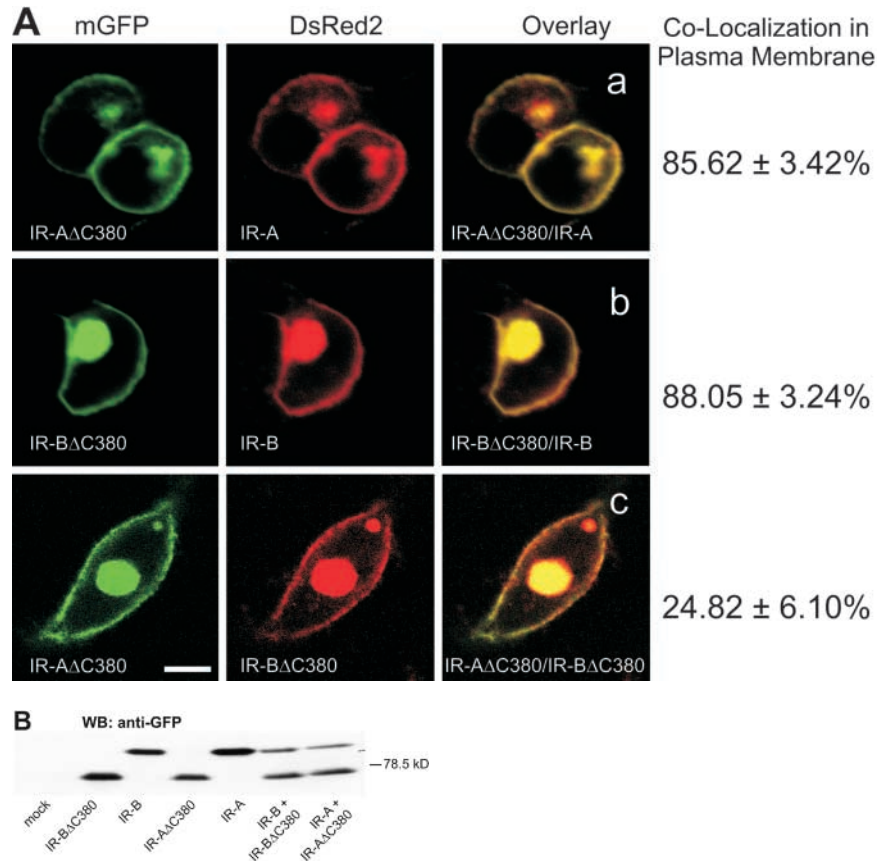 A
mGFP
DsRed2
Overlay
Co-Localization in
Plasma Membrane
a
IR-AΔC380
IR-A
IR-AΔC380/IR-A
85.62 ± 3.42%
b
IR-BΔC380
IR-B
IR-BΔC380/IR-B
88.05 ± 3.24%
c
IR-AΔC380
IR-BΔC380
IR-AΔC380/IR-BΔC380
24.82 ± 6.10%
B
WB: anti-GFP
78.5 kD
mock
IR-BΔC380
IR-B
IR-AΔC380
IR-A
IR-B +
IR-BΔC380
IR-A +
IR-AΔC380